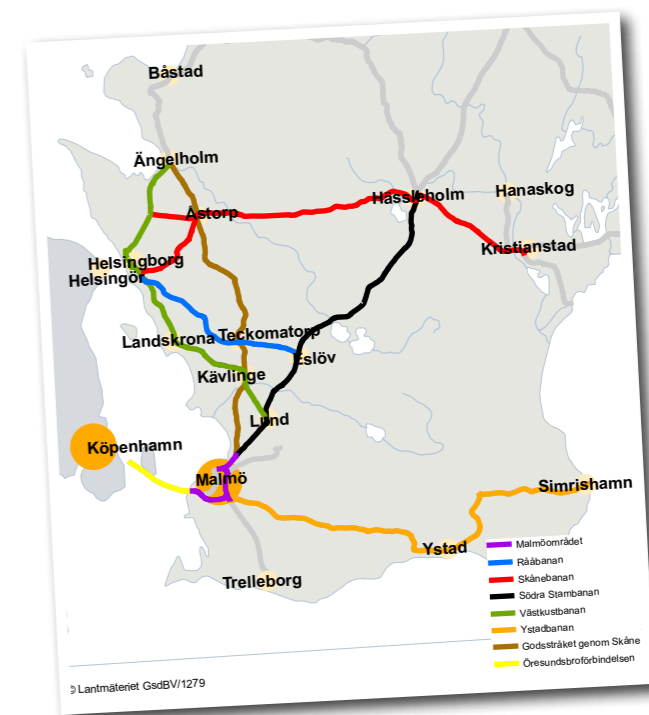 Båstad
Ängelholm
Åstorp
Hässleholm
Hanaskog
Kristianstad
Helsingborg
Helsingör
Landskrona
Teckomatorp
Eslöv
Kävlinge
Lund
Köpenhamn
Malmö
Simrishamn
Ystad
Trelleborg
Malmöområdet
Rååbanan
Skånebanan
Södra Stambanan
Västkustbanan
Ystadbanan
Godsstråket genom Skåne
Öresundsbroförbindelsen
© Lantmäteriet GsdBV/1279